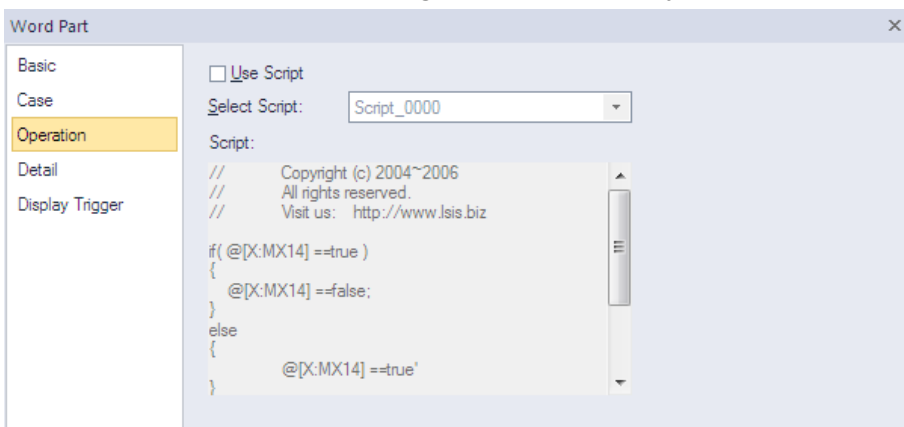 Word Part
Basic
Case
Operation
Detail
Display Trigger
Use Script
Select Script: Script_0000
Script:
// Copyright (c) 2004~2006
// All rights reserved.
// Visit us: http://www.lsis.biz
if( @[X:MX14] ==true )
{
@[X:MX14] ==false;
}
else
{
@[X:MX14] ==true'
}